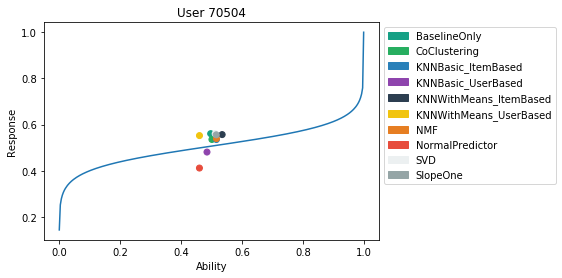 User 70504
1.0
0.8
0.6
0.4
0.2
Response
0.0
0.2
0.4
0.6
0.8
1.0
Ability
BaselineOnly
CoClustering
KNNBasic_ItemBased
KNNBasic_UserBased
KNNWithMeans_ItemBased
KNNWithMeans_UserBased
NMF
NormalPredictor
SVD
SlopeOne